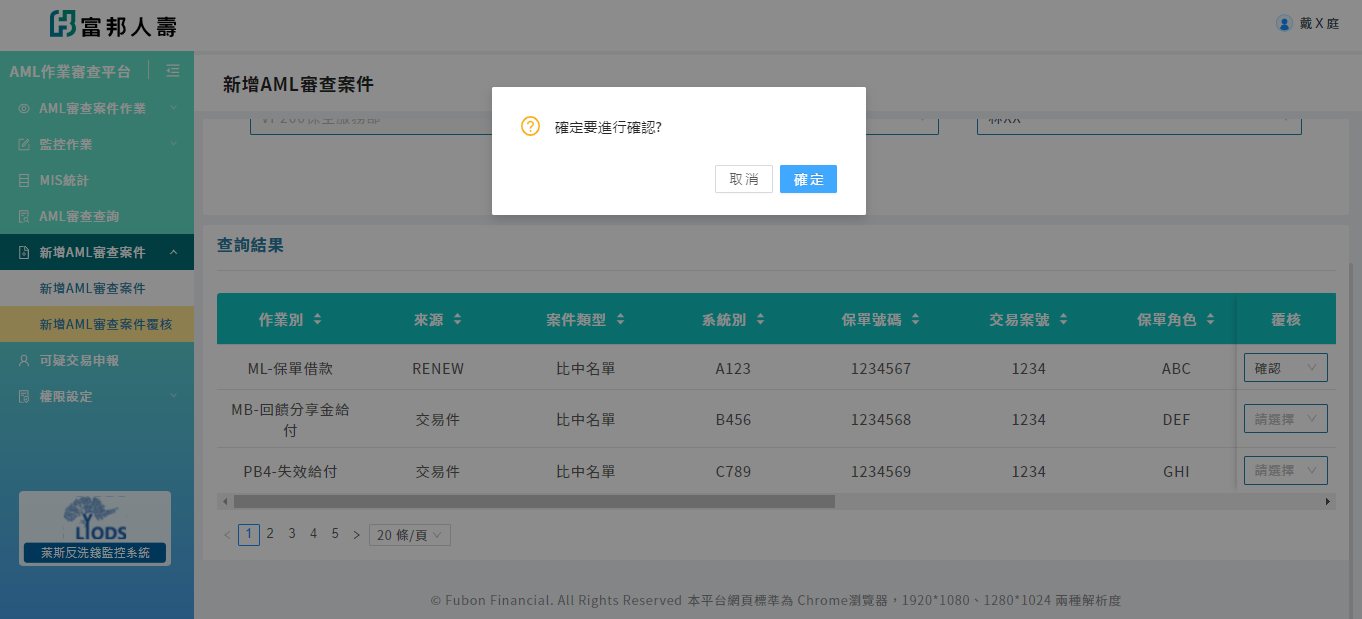 富邦人壽
戴X庭
AML作業審查平台
AML審查案件作業
監控作業
MIS統計
AML審查查詢
新增AML審查案件
新增AML審查案件
新增AML審查案件覆核
可疑交易申報
權限設定
LYODS
萊斯反洗錢監控系統
新增AML審查案件
林XX
確定要進行確認?
取消 確定
查詢結果
作業別 來源 案件類型 系統別 保單號碼 交易案號 保單角色 覆核
ML-保單借款 RENEW 比中名單 A123 1234567 1234 ABC 確認
MB-回饋分享金給付 交易件 比中名單 B456 1234568 1234 DEF 請選擇
PB4-失效給付 交易件 比中名單 C789 1234569 1234 GHI 請選擇
< 1 2 3 4 5 > 20 條/頁
© Fubon Financial. All Rights Reserved 本平台網頁標準為 Chrome瀏覽器，1920*1080、1280*1024 兩種解析度